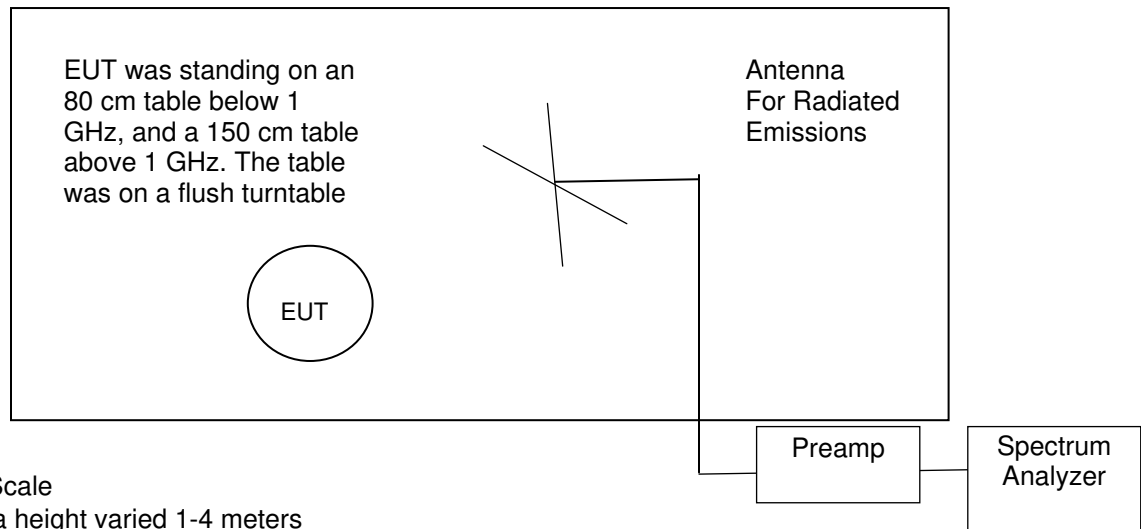 EUT was standing on an
80 cm table below 1
GHz, and a 150 cm table
above 1 GHz. The table
was on a flush turntable
Antenna
For Radiated
Emissions
EUT
Preamp
Spectrum
Analyzer
Scale
height varied 1-4 meters